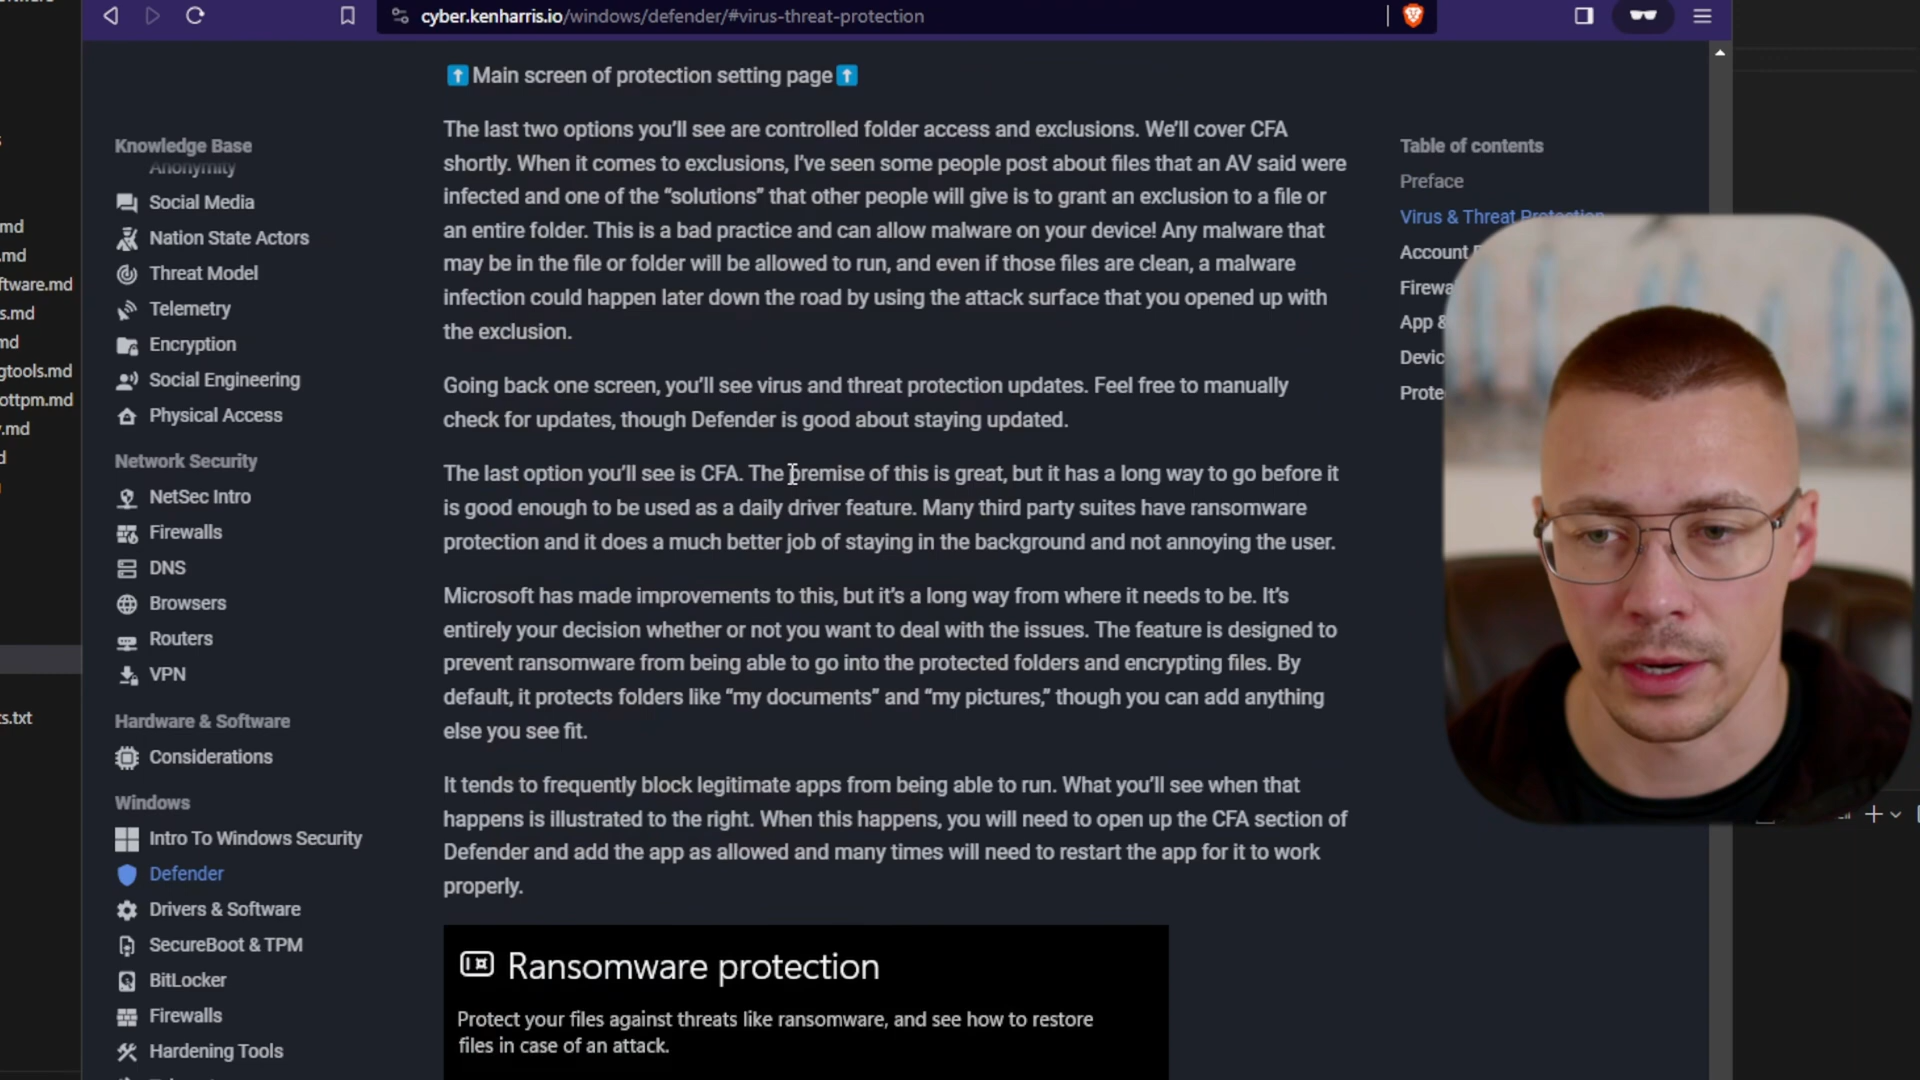 cyber.kenharris.io/windows/defender/#virus-threat-protection
Main screen of protection setting page
The last two options you'll see are controlled folder access and exclusions. We'll cover CFA
shortly. When it comes to exclusions, I've seen some people post about files that an AV said were
infected and one of the “solutions” that other people will give is to grant an exclusion to a file or
an entire folder. This is a bad practice and can allow malware on your device! Any malware that
may be in the file or folder will be allowed to run, and even if those files are clean, a malware
infection could happen later down the road by using the attack surface that you opened up with
the exclusion.
Going back one screen, you'll see virus and threat protection updates. Feel free to manually
check for updates, though Defender is good about staying updated.
The last option you'll see is CFA. The premise of this is great, but it has a long way to go before it
is good enough to be used as a daily driver feature. Many third party suites have ransomware
protection and it does a much better job of staying in the background and not annoying the user.
Microsoft has made improvements to this, but it's a long way from where it needs to be. It's
entirely your decision whether or not you want to deal with the issues. The feature is designed to
prevent ransomware from being able to go into the protected folders and encrypting files. By
default, it protects folders like “my documents” and “my pictures,” though you can add anything
else you see fit.
It tends to frequently block legitimate apps from being able to run. What you'll see when that
happens is illustrated to the right. When this happens, you will need to open up the CFA section of
Defender and add the app as allowed and many times will need to restart the app for it to work
properly.
Ransomware protection
Protect your files against threats like ransomware, and see how to restore
files in case of an attack.
Knowledge Base
Anonymity
Social Media
Nation State Actors
Threat Model
Telemetry
Encryption
Social Engineering
Physical Access
Network Security
NetSec Intro
Firewalls
DNS
Browsers
Routers
VPN
Hardware & Software
Considerations
Windows
Intro To Windows Security
Defender
Drivers & Software
SecureBoot & TPM
BitLocker
Firewalls
Hardening Tools
Table of contents
Preface
Virus & Threat Protection
Account
Firewa
App &
Devic
Prote
md
.md
ftware.md
s.md
md
gtools.md
ottpm.md
.md
d
ts.txt